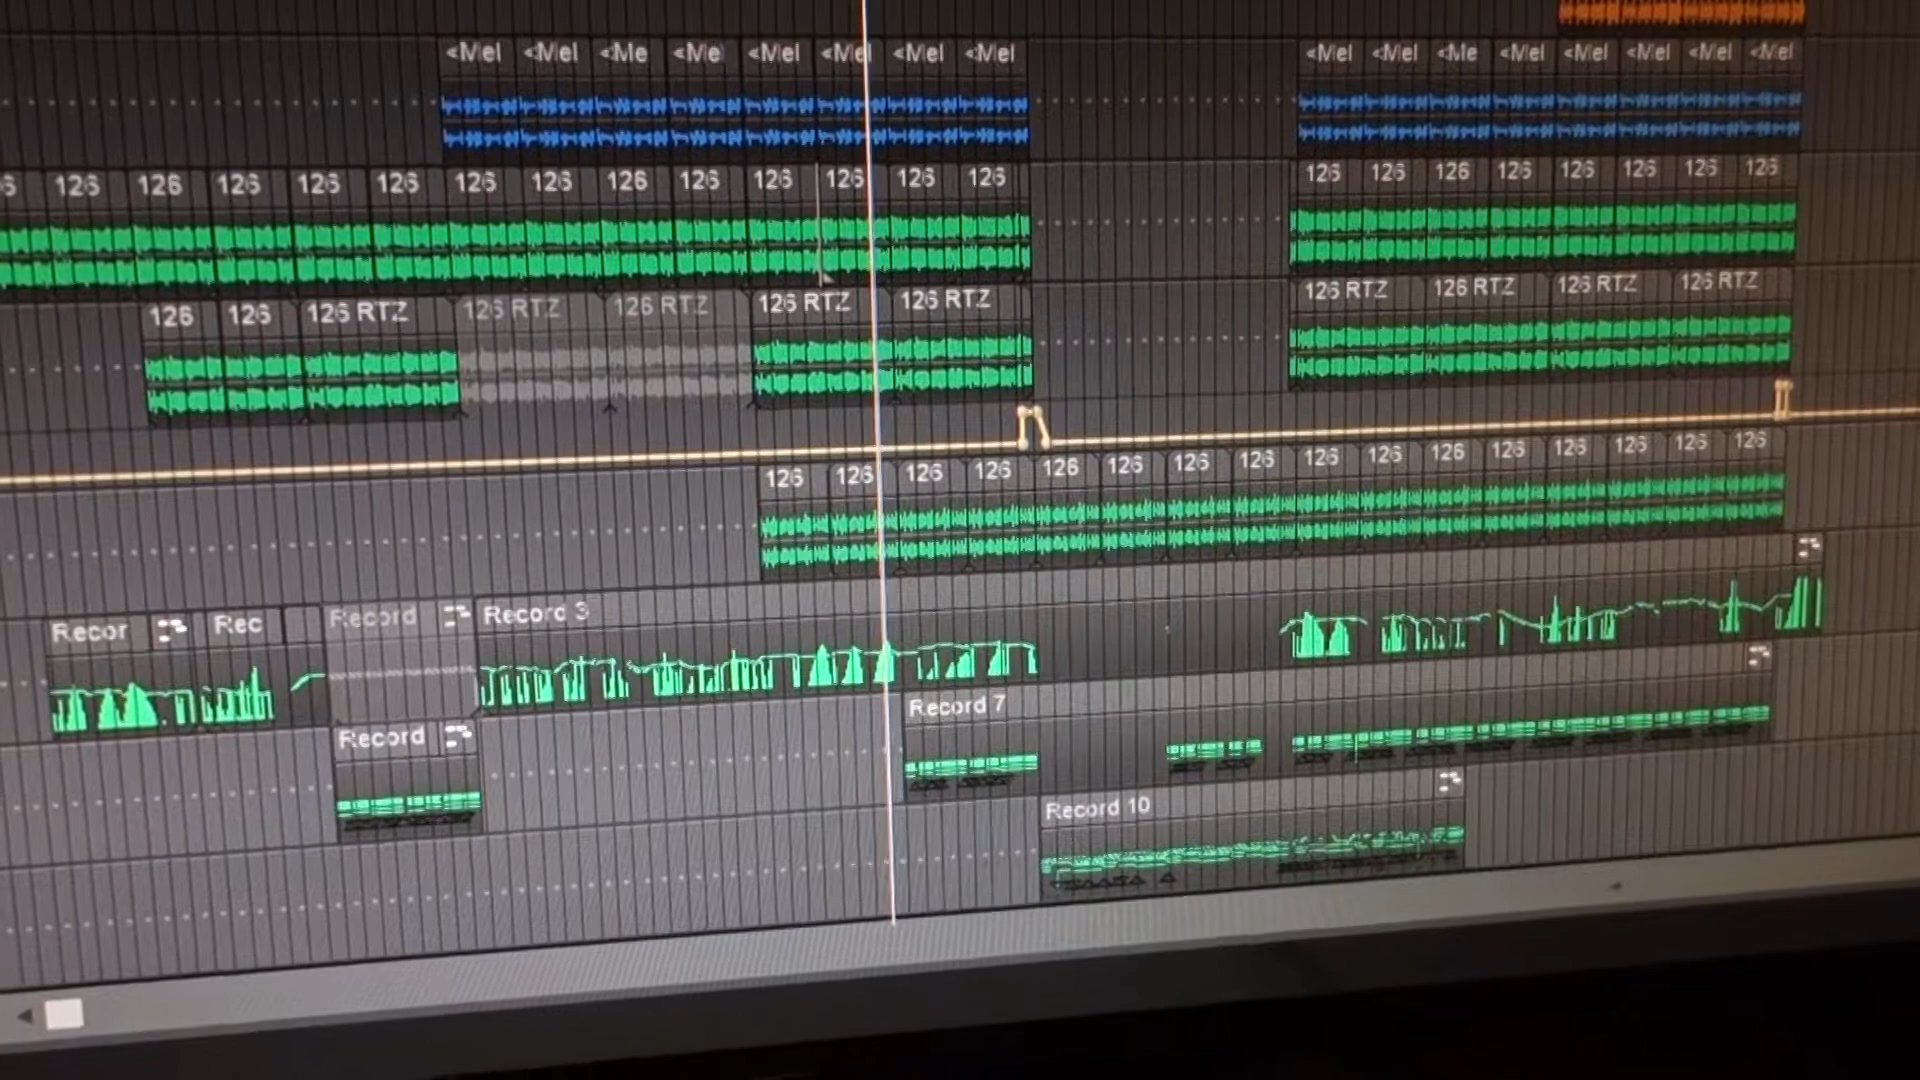 <Mel <Mel <Me <Me <Mel <Mel <Mel <Mel <Mel <Mel <Me <Mel <Mel <Mel <Mel <Mel
126 126 126 126 126 126 126 126 126 126 126 126 126 126 126 126 126 126 126 126 126
126 126 126 RTZ 126 RTZ 126 RTZ 126 RTZ 126 RTZ 126 RTZ 126 RTZ 126 RTZ 126 RTZ
126 126 126 126 126 126 126 126 126 126 126 126 126 126 126
Recor Rec Record Record 3
Record 7
Record
Record 10